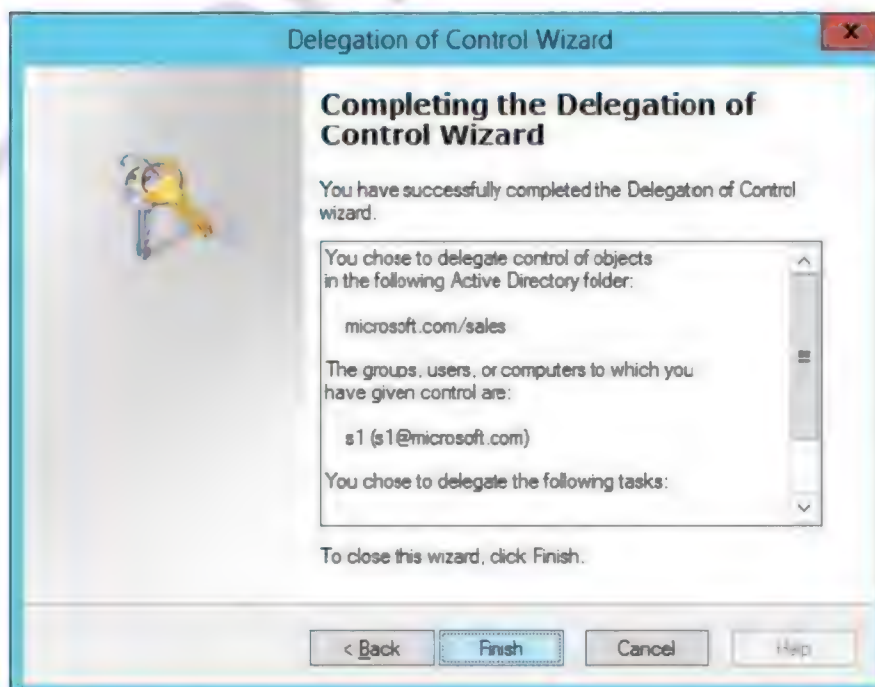 Delegation of Control Wizard
x
Completing the Delegation of
Control Wizard
You have successfully completed the Delegaton of Control
wizard.
You chose to delegate control of objects
in the following Active Directory folder:
microsoft.com/sales
The groups, users, or computers to which you
have given control are:
s1 (s1@microsoft.com)
You chose to delegate the following tasks:
To close this wizard, click Finish.
< Back
Finish
Cancel
Help